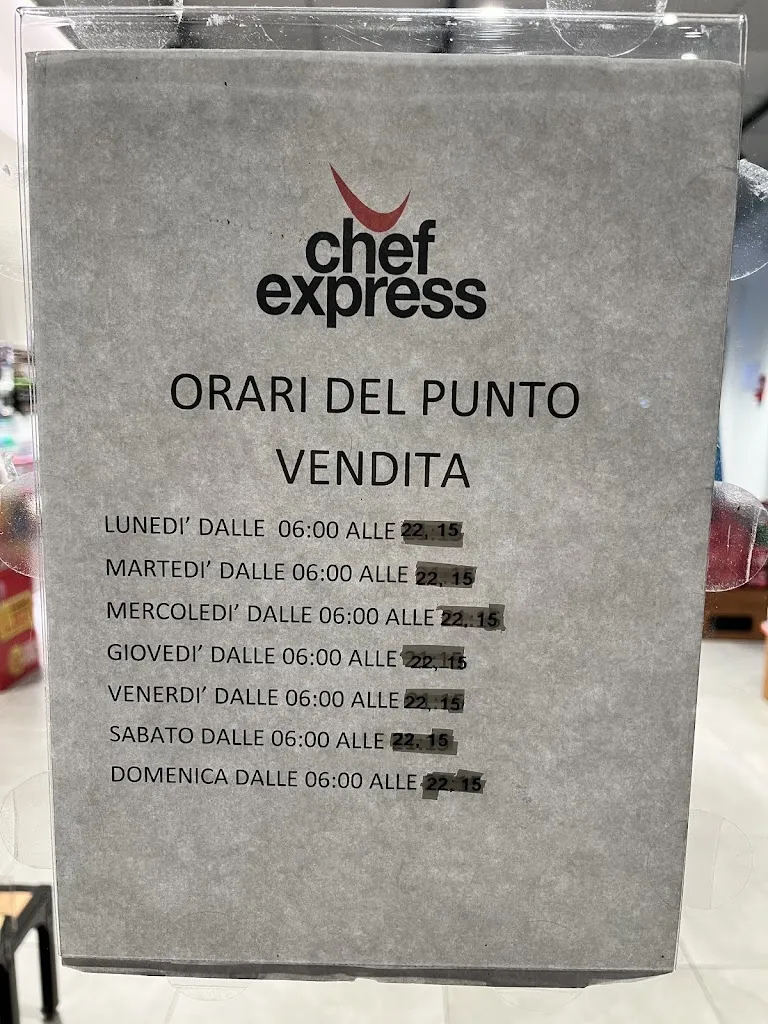 chef
express
ORARI DEL PUNTO
VENDITA
LUNEDI' DALLE 06:00 ALLE 22, 15
MARTEDI' DALLE 06:00 ALLE 22, 15
MERCOLEDI' DALLE 06:00 ALLE 22, 15
GIOVEDI' DALLE 06:00 ALLE 22, 15
VENERDI' DALLE 06:00 ALLE 22, 15
SABATO DALLE 06:00 ALLE 22, 15
DOMENICA DALLE 06:00 ALLE 22, 15